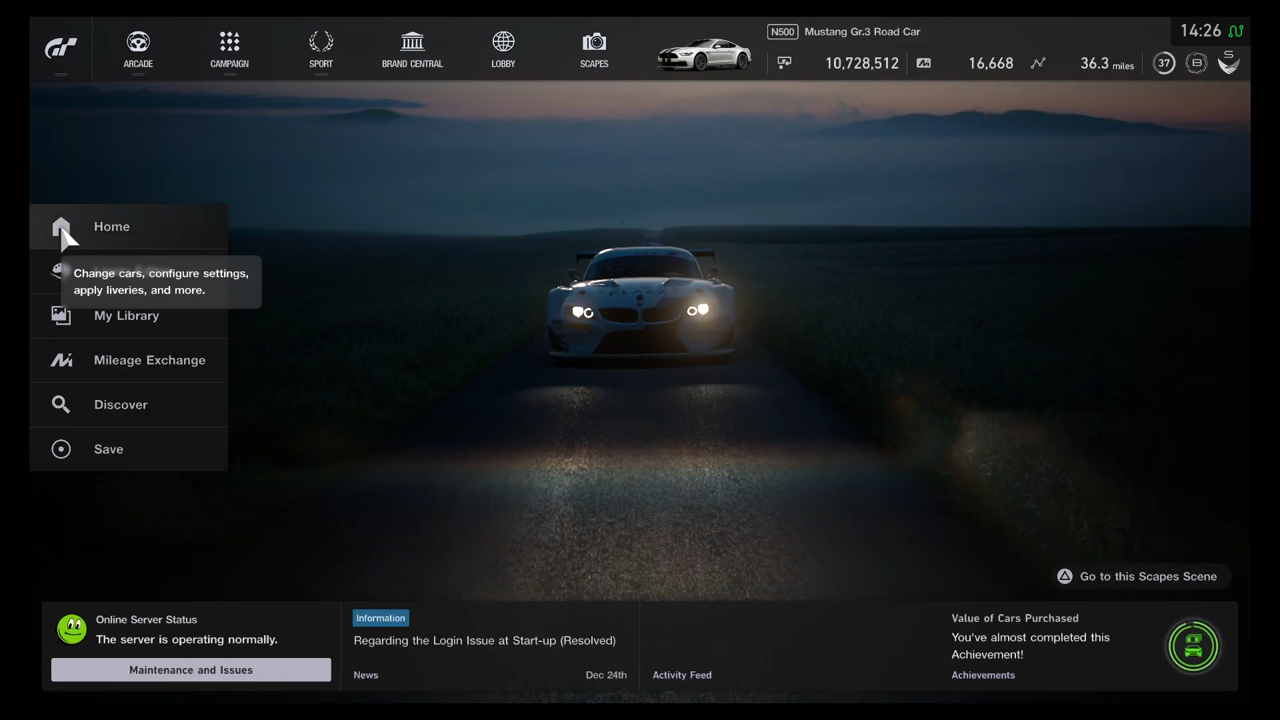 N500 Mustang Gr.3 Road Car
14:26
ARCADE
CAMPAIGN
SPORT
BRAND CENTRAL
LOBBY
SCAPES
10,728,512
16,668
36.3 miles
37
B
S
Home
Change cars, configure settings,
apply liveries, and more.
My Library
Mileage Exchange
Discover
Save
Go to this Scapes Scene
Online Server Status
The server is operating normally.
Maintenance and Issues
Information
Regarding the Login Issue at Start-up (Resolved)
News
Dec 24th
Activity Feed
Value of Cars Purchased
You've almost completed this
Achievement!
Achievements